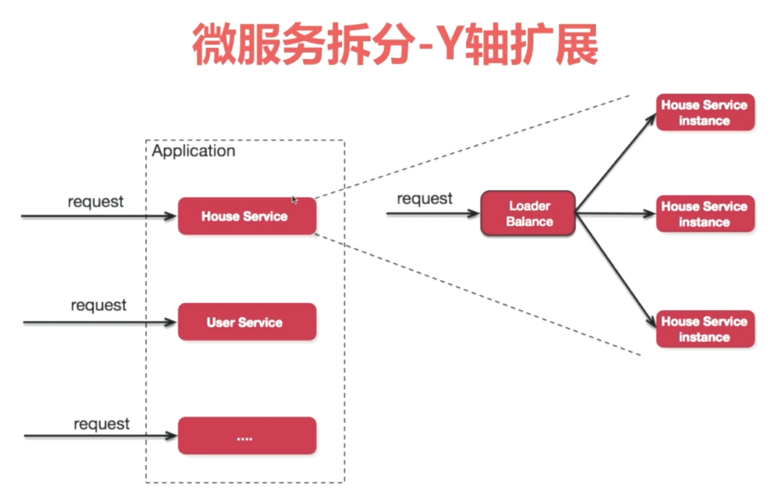 微服务拆分-Y轴扩展
Application
request
House Service
request
User Service
request
....
request
Loader
Balance
House Service
instance
House Service
instance
House Service
instance